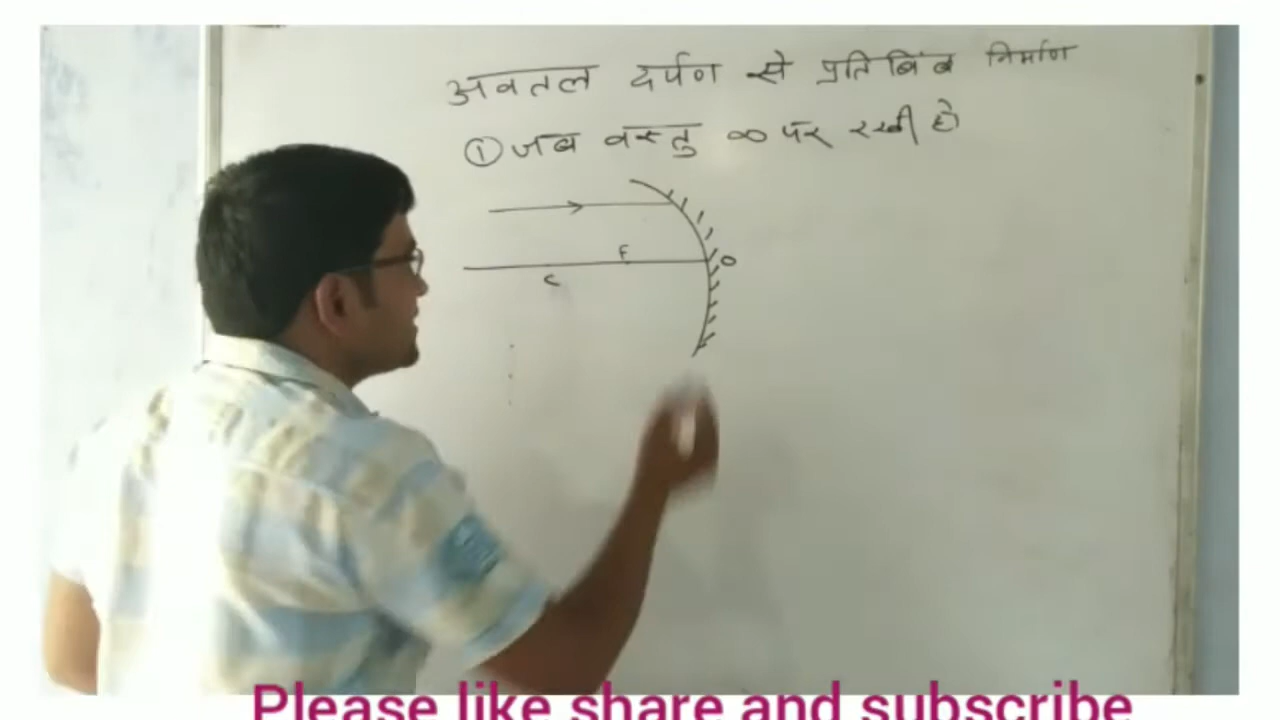 अवतल दर्पण से प्रतिबिंब निर्माण
① जब वस्तु ∞ पर रखी हो
F
O
C
Please like share and subscribe